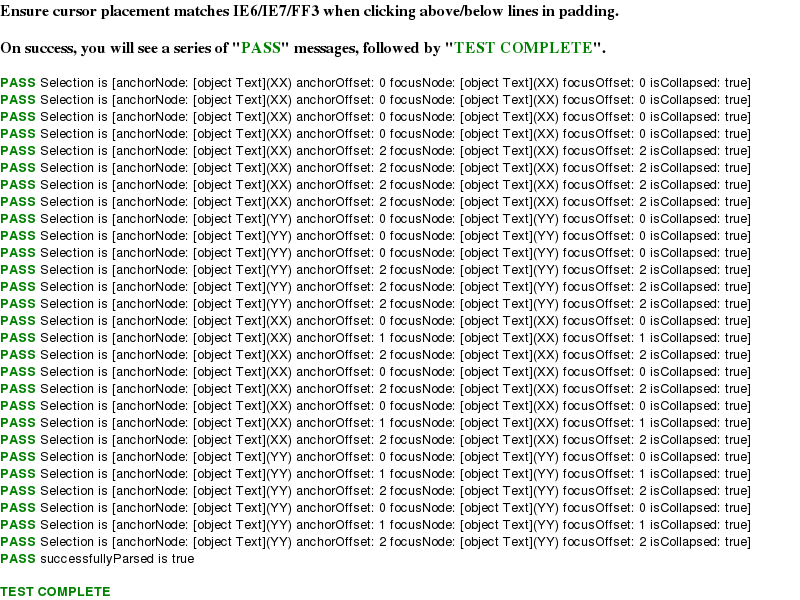 Ensure cursor placement matches IE6/IE7/FF3 when clicking above/below lines in padding.
On success, you will see a series of "PASS" messages, followed by "TEST COMPLETE".
PASS Selection is [anchorNode: [object Text](XX) anchorOffset: 0 focusNode: [object Text](XX) focusOffset: 0 isCollapsed: true]
PASS Selection is [anchorNode: [object Text](XX) anchorOffset: 0 focusNode: [object Text](XX) focusOffset: 0 isCollapsed: true]
PASS Selection is [anchorNode: [object Text](XX) anchorOffset: 0 focusNode: [object Text](XX) focusOffset: 0 isCollapsed: true]
PASS Selection is [anchorNode: [object Text](XX) anchorOffset: 0 focusNode: [object Text](XX) focusOffset: 0 isCollapsed: true]
PASS Selection is [anchorNode: [object Text](XX) anchorOffset: 2 focusNode: [object Text](XX) focusOffset: 2 isCollapsed: true]
PASS Selection is [anchorNode: [object Text](XX) anchorOffset: 2 focusNode: [object Text](XX) focusOffset: 2 isCollapsed: true]
PASS Selection is [anchorNode: [object Text](XX) anchorOffset: 2 focusNode: [object Text](XX) focusOffset: 2 isCollapsed: true]
PASS Selection is [anchorNode: [object Text](XX) anchorOffset: 2 focusNode: [object Text](XX) focusOffset: 2 isCollapsed: true]
PASS Selection is [anchorNode: [object Text](YY) anchorOffset: 0 focusNode: [object Text](YY) focusOffset: 0 isCollapsed: true]
PASS Selection is [anchorNode: [object Text](YY) anchorOffset: 0 focusNode: [object Text](YY) focusOffset: 0 isCollapsed: true]
PASS Selection is [anchorNode: [object Text](YY) anchorOffset: 0 focusNode: [object Text](YY) focusOffset: 0 isCollapsed: true]
PASS Selection is [anchorNode: [object Text](YY) anchorOffset: 2 focusNode: [object Text](YY) focusOffset: 2 isCollapsed: true]
PASS Selection is [anchorNode: [object Text](YY) anchorOffset: 2 focusNode: [object Text](YY) focusOffset: 2 isCollapsed: true]
PASS Selection is [anchorNode: [object Text](YY) anchorOffset: 2 focusNode: [object Text](YY) focusOffset: 2 isCollapsed: true]
PASS Selection is [anchorNode: [object Text](XX) anchorOffset: 0 focusNode: [object Text](XX) focusOffset: 0 isCollapsed: true]
PASS Selection is [anchorNode: [object Text](XX) anchorOffset: 1 focusNode: [object Text](XX) focusOffset: 1 isCollapsed: true]
PASS Selection is [anchorNode: [object Text](XX) anchorOffset: 2 focusNode: [object Text](XX) focusOffset: 2 isCollapsed: true]
PASS Selection is [anchorNode: [object Text](XX) anchorOffset: 0 focusNode: [object Text](XX) focusOffset: 0 isCollapsed: true]
PASS Selection is [anchorNode: [object Text](XX) anchorOffset: 2 focusNode: [object Text](XX) focusOffset: 2 isCollapsed: true]
PASS Selection is [anchorNode: [object Text](XX) anchorOffset: 0 focusNode: [object Text](XX) focusOffset: 0 isCollapsed: true]
PASS Selection is [anchorNode: [object Text](XX) anchorOffset: 1 focusNode: [object Text](XX) focusOffset: 1 isCollapsed: true]
PASS Selection is [anchorNode: [object Text](XX) anchorOffset: 2 focusNode: [object Text](XX) focusOffset: 2 isCollapsed: true]
PASS Selection is [anchorNode: [object Text](YY) anchorOffset: 0 focusNode: [object Text](YY) focusOffset: 0 isCollapsed: true]
PASS Selection is [anchorNode: [object Text](YY) anchorOffset: 1 focusNode: [object Text](YY) focusOffset: 1 isCollapsed: true]
PASS Selection is [anchorNode: [object Text](YY) anchorOffset: 2 focusNode: [object Text](YY) focusOffset: 2 isCollapsed: true]
PASS Selection is [anchorNode: [object Text](YY) anchorOffset: 0 focusNode: [object Text](YY) focusOffset: 0 isCollapsed: true]
PASS Selection is [anchorNode: [object Text](YY) anchorOffset: 1 focusNode: [object Text](YY) focusOffset: 1 isCollapsed: true]
PASS Selection is [anchorNode: [object Text](YY) anchorOffset: 2 focusNode: [object Text](YY) focusOffset: 2 isCollapsed: true]
PASS successfullyParsed is true
TEST COMPLETE